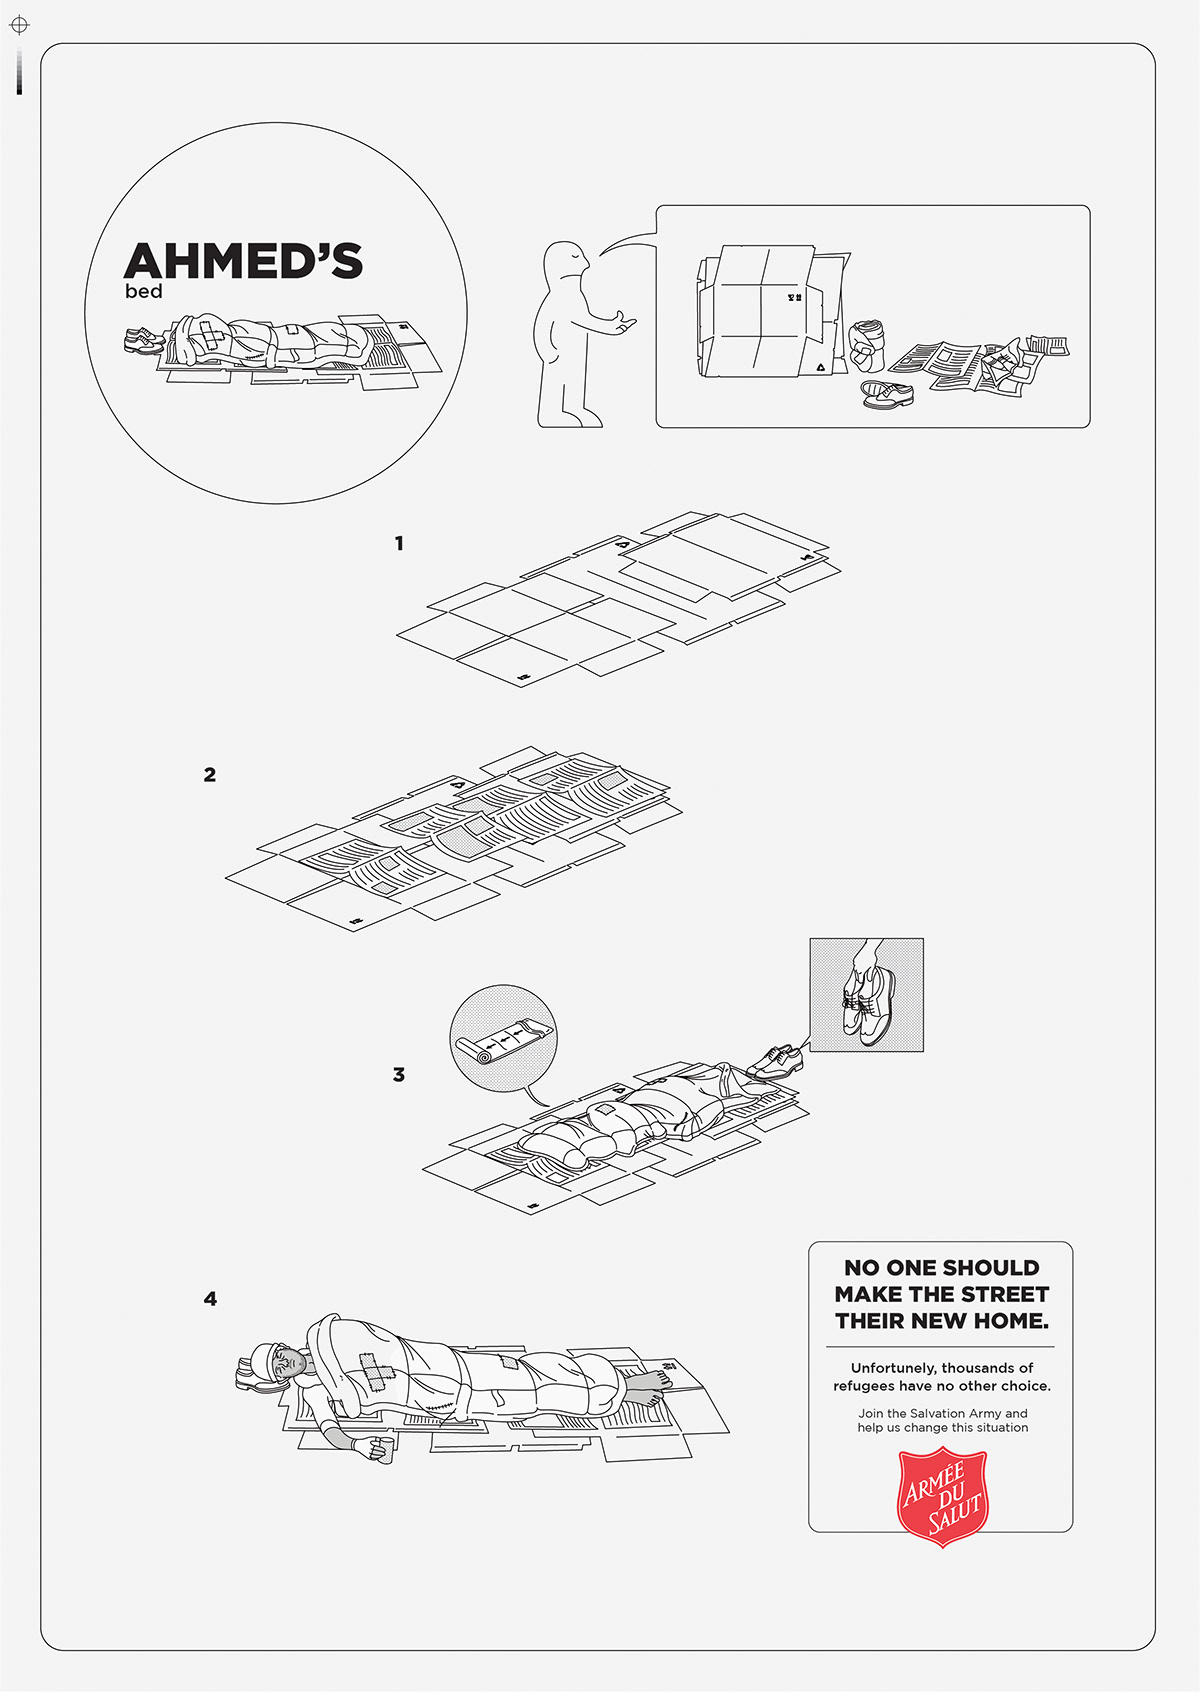 AHMED'S
bed
1
2
3
4
NO ONE SHOULD
MAKE THE STREET
THEIR NEW HOME.
Unfortunely, thousands of
refugees have no other choice.
Join the Salvation Army and
help us change this situation
ARMÉE
DU
SALUT